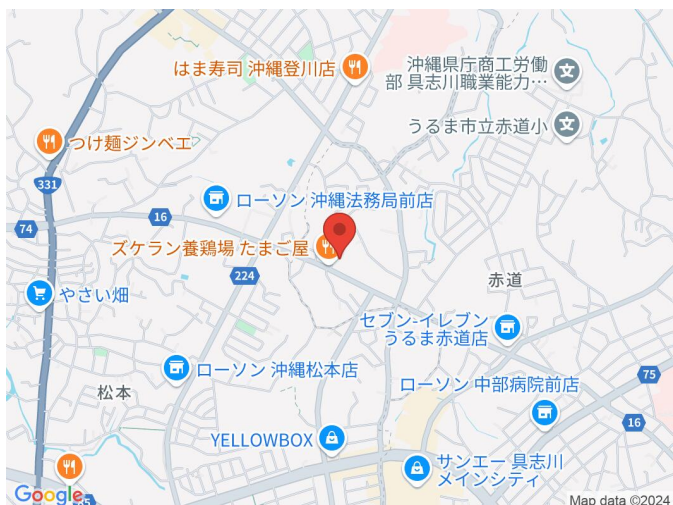 はま寿司 沖縄登川店
沖縄県庁商工労働
部 具志川職業能力…
うるま市立赤道小
つけ麺ジンベエ
331
ローソン 沖縄法務局前店
16
74
ズケラン養鶏場 たまご屋
224
赤道
やさい畑
セブン-イレブン
うるま赤道店
ローソン 沖縄松本店
75
松本
ローソン 中部病院前店
16
YELLOWBOX
サンエー 具志川
メインシティ
Google
Map data ©2024